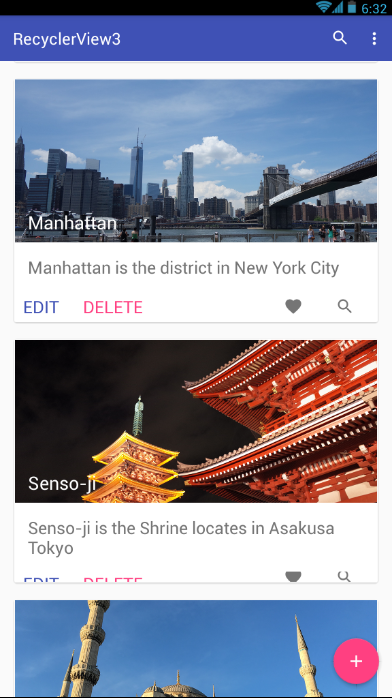 6:32
RecyclerView3
Manhattan
Manhattan is the district in New York City
EDIT DELETE
Senso-ji
Senso-ji is the Shrine locates in Asakusa
Tokyo
EDIT DELETE